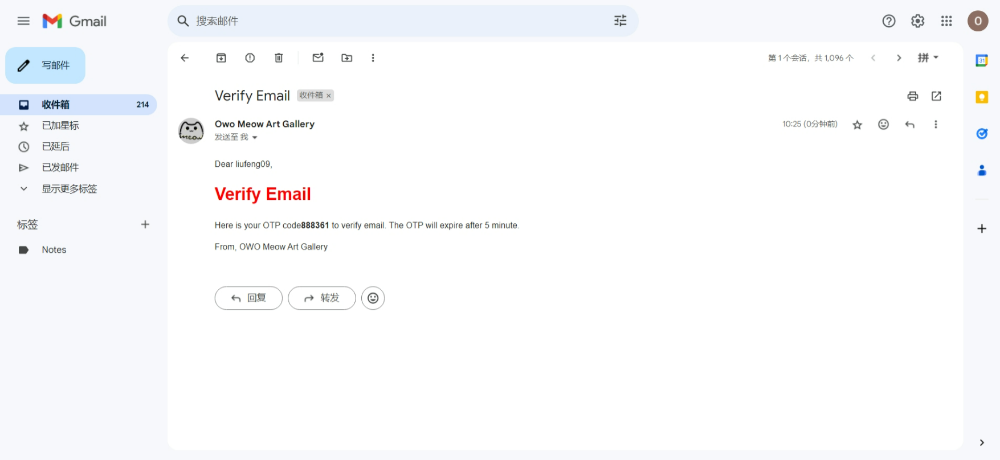 Gmail
搜索邮件
O
写邮件
第 1 个会话，共 1,096 个
拼
31
收件箱 214
已加星标
已延后
已发邮件
显示更多标签
标签
Notes
Verify Email 收件箱 ×
Owo Meow Art Gallery
10:25 (0分钟前)
发送至 我
meow
Dear liufeng09,
Verify Email
Here is your OTP code888361 to verify email. The OTP will expire after 5 minute.
From, OWO Meow Art Gallery
回复
转发